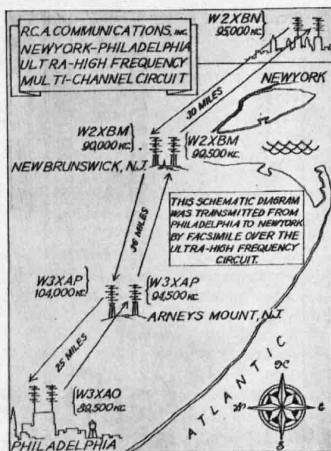 R.C.A. COMMUNICATIONS, INC.
NEW YORK-PHILADELPHIA
ULTRA-HIGH FREQUENCY
MULTI-CHANNEL CIRCUIT
W2XBN
95,000 KC.
NEW YORK
30 MILES
W2XBM
90,000 KC.
W2XBM
99,500 KC.
NEW BRUNSWICK, N.J.
THIS SCHEMATIC DIAGRAM
WAS TRANSMITTED FROM
PHILADELPHIA TO NEW YORK
BY FACSIMILE OVER THE
ULTRA-HIGH FREQUENCY
CIRCUIT.
36 MILES
W3XAP
104,000 KC.
W3XAP
94,500 KC.
ARNEYS MOUNT, N.J.
25 MILES
W3XAO
89,500 KC.
PHILADELPHIA
ATLANTIC
E
S